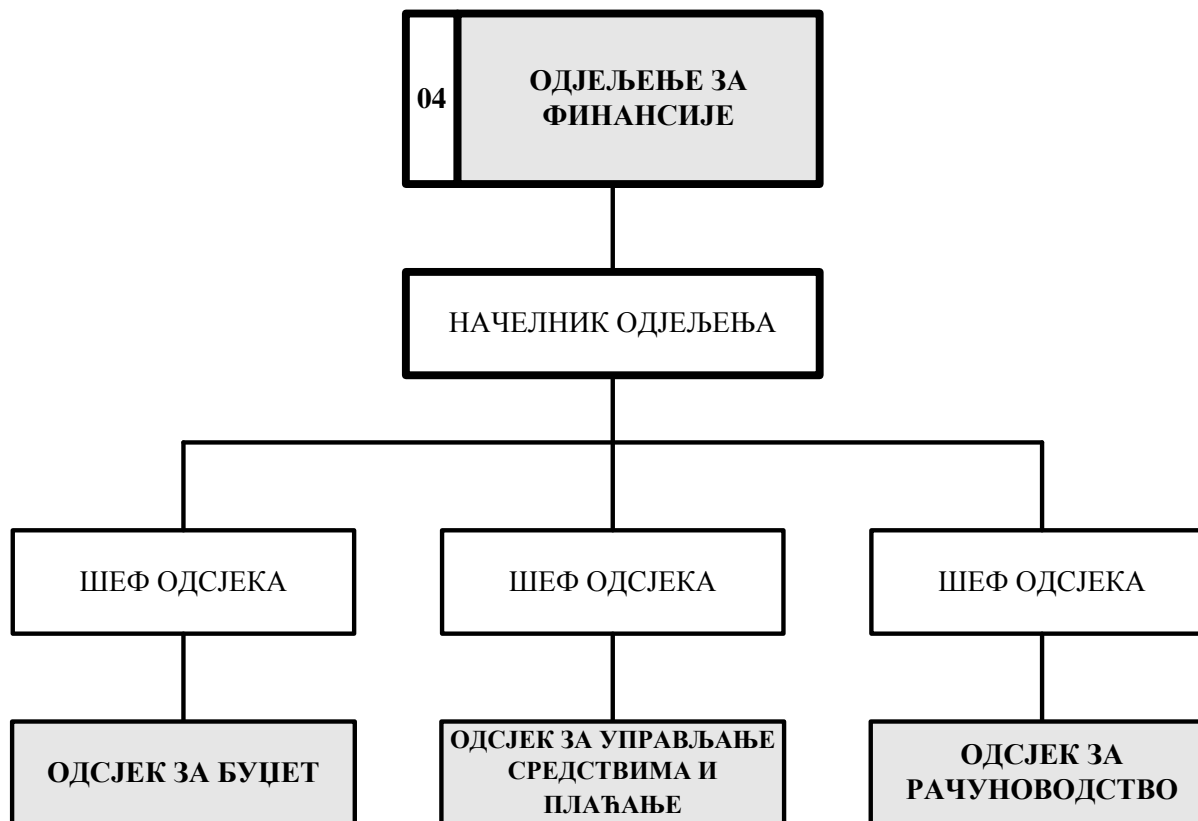 04
ОДЈЕЉЕЊЕ ЗА
ФИНАНСИЈЕ
НАЧЕЛНИК ОДЈЕЉЕЊА
ШЕФ ОДСЈЕКА
ШЕФ ОДСЈЕКА
ШЕФ ОДСЈЕКА
ОДСЈЕК ЗА БУЏЕТ
ОДСЈЕК ЗА УПРАВЉАЊЕ
СРЕДСТВИМА И
ПЛАЋАЊЕ
ОДСЈЕК ЗА
РАЧУНОВОДСТВО